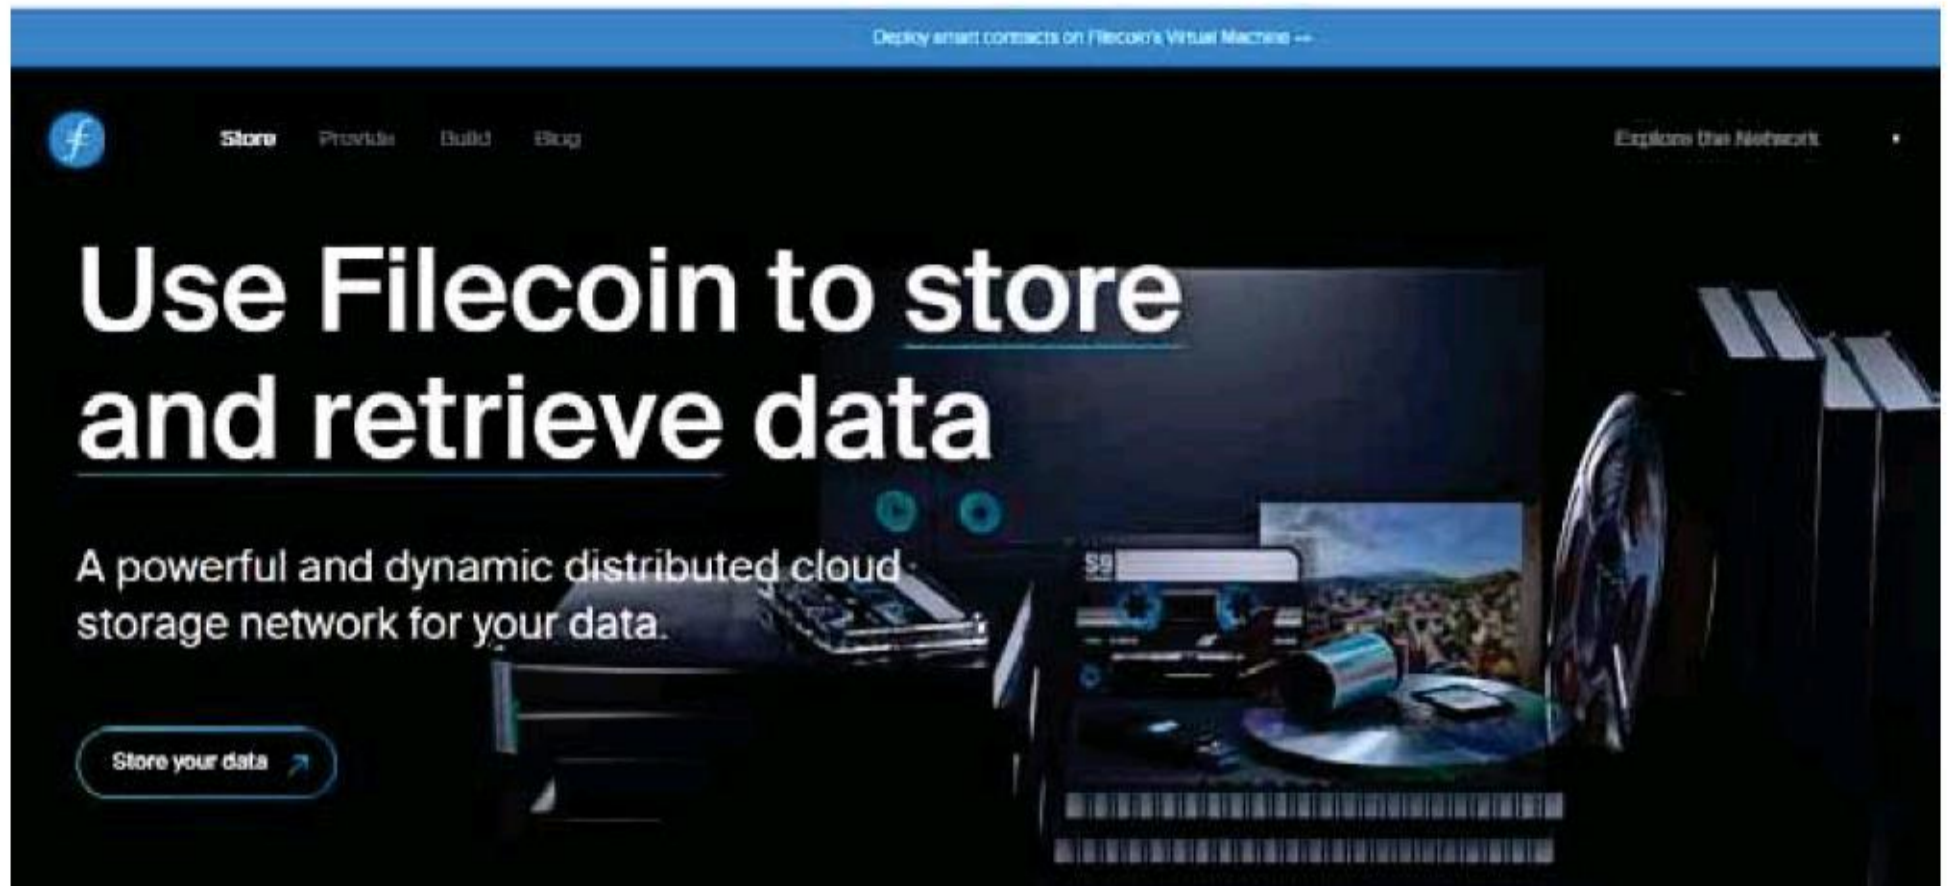 Deploy smart contracts on Filecoin's Virtual Machine →
Store Provide Build Blog Explore the Network
Use Filecoin to store
and retrieve data
A powerful and dynamic distributed cloud
storage network for your data.
S9
Store your data ↗